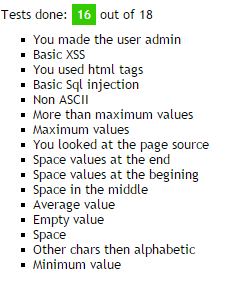 Tests done: 16 out of 18
You made the user admin
Basic XSS
You used html tags
Basic Sql injection
Non ASCII
More than maximum values
Maximum values
You looked at the page source
Space values at the end
Space values at the begining
Space in the middle
Average value
Empty value
Space
Other chars then alphabetic
Minimum value